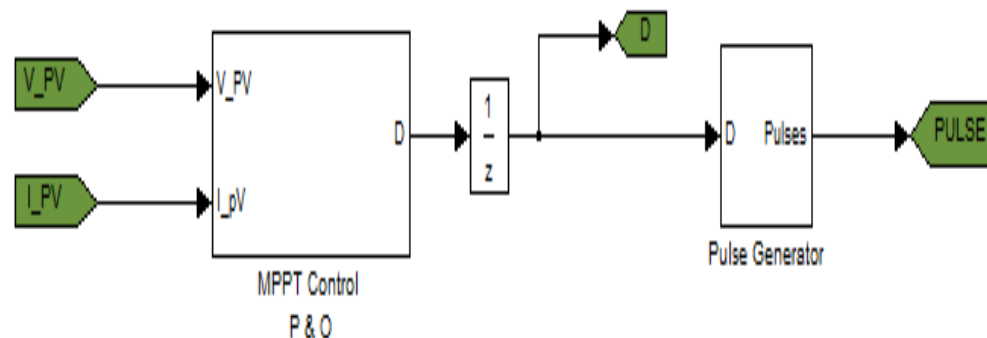 D
V_PV
V_PV
1
D
z
D
Pulses
PULSE
I_PV
I_pV
Pulse Generator
MPPT Control
P & O